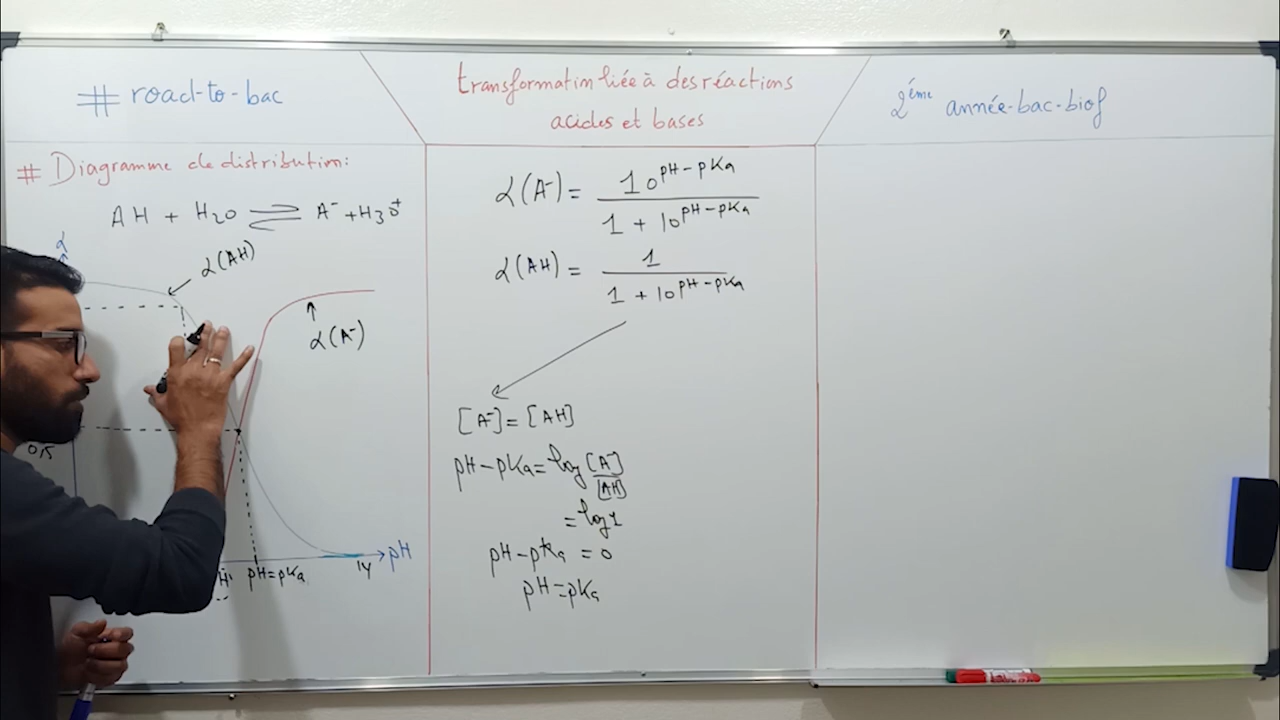 # road-to-bac
transformation liée à des réactions
acides et bases
2ème année-bac-biof
# Diagramme de distribution:
AH + H2O ⇌ A- + H3O+
α
α(AH)
α(A-)
0,5
pH=pKa
14
pH
α(A-) = 10^pH-pKa / 1 + 10^pH-pKa
α(AH) = 1 / 1 + 10^pH-pKa
[A-] = [AH]
pH-pKa = log [A-]/[AH]
= log 1
pH-pKa = 0
pH=pKa